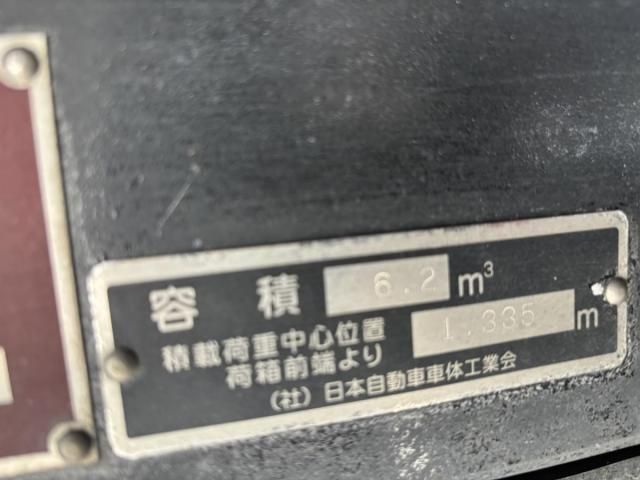 容積 6.2 m³
積載荷重中心位置
荷箱前端より 1.335 m
(社)日本自動車車体工業会